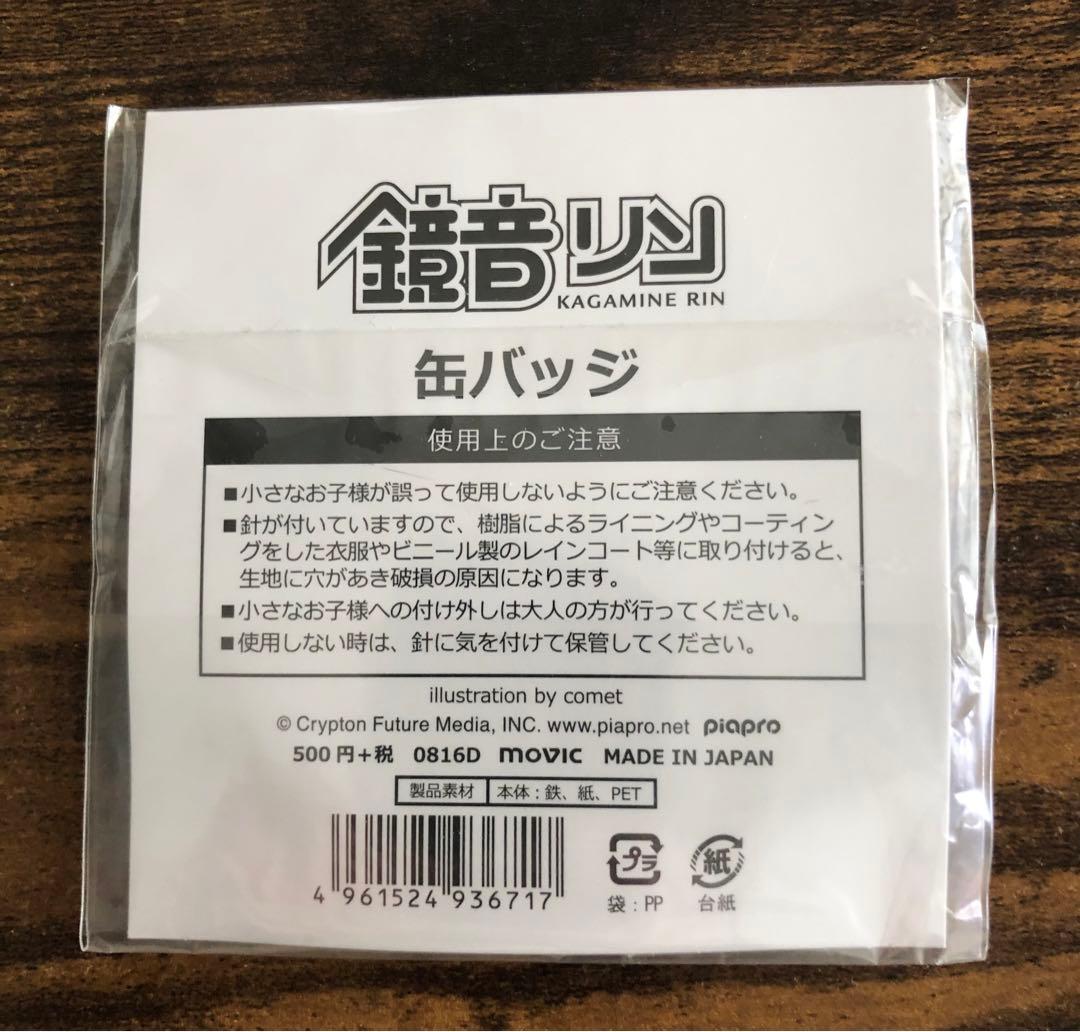 鏡音リン
KAGAMINE RIN
缶バッジ
使用上のご注意
■小さなお子様が誤って使用しないようにご注意ください。
■針が付いていますので、樹脂によるライニングやコーティン
グをした衣服やビニール製のレインコート等に取り付けると、
生地に穴があき破損の原因になります。
■小さなお子様への付け外しは大人の方が行ってください。
■使用しない時は、針に気を付けて保管してください。
illustration by comet
© Crypton Future Media, INC. www.piapro.net piapro
500円+税 0816D movic MADE IN JAPAN
製品素材 本体:鉄、紙、PET
プラ 紙
4 961524 936717
袋:PP 台紙